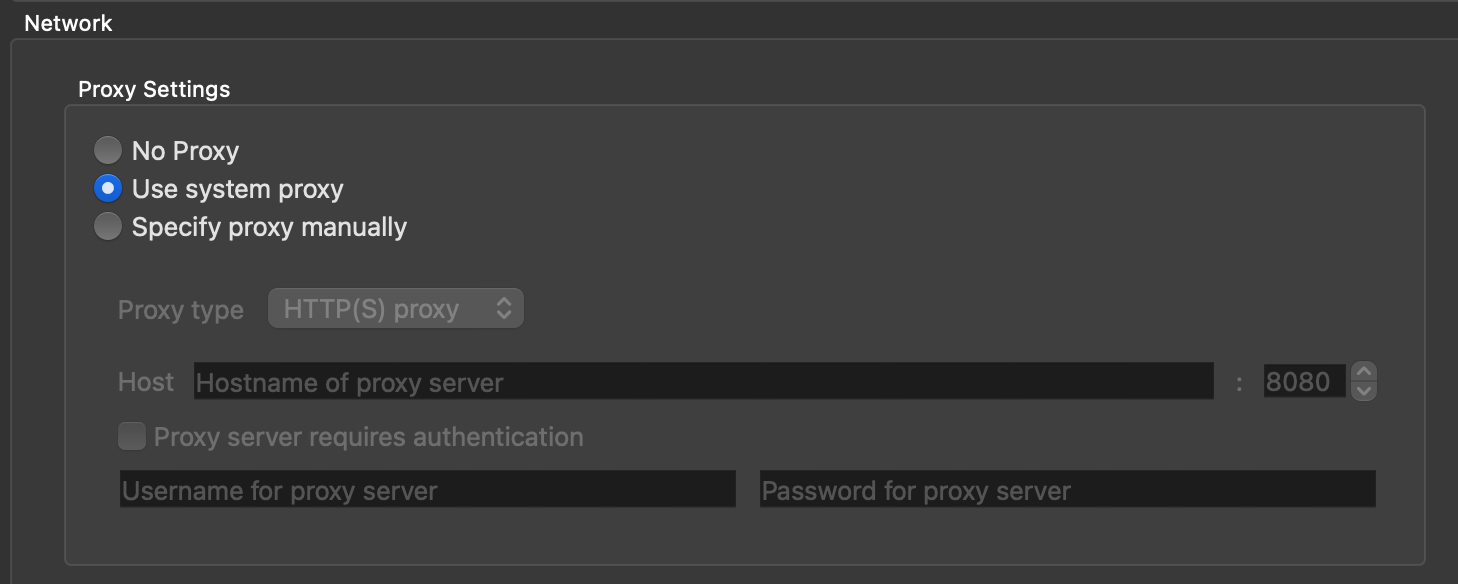 Network
Proxy Settings
No Proxy
Use system proxy
Specify proxy manually
Proxy type HTTP(S) proxy
Host Hostname of proxy server : 8080
Proxy server requires authentication
Username for proxy server Password for proxy server